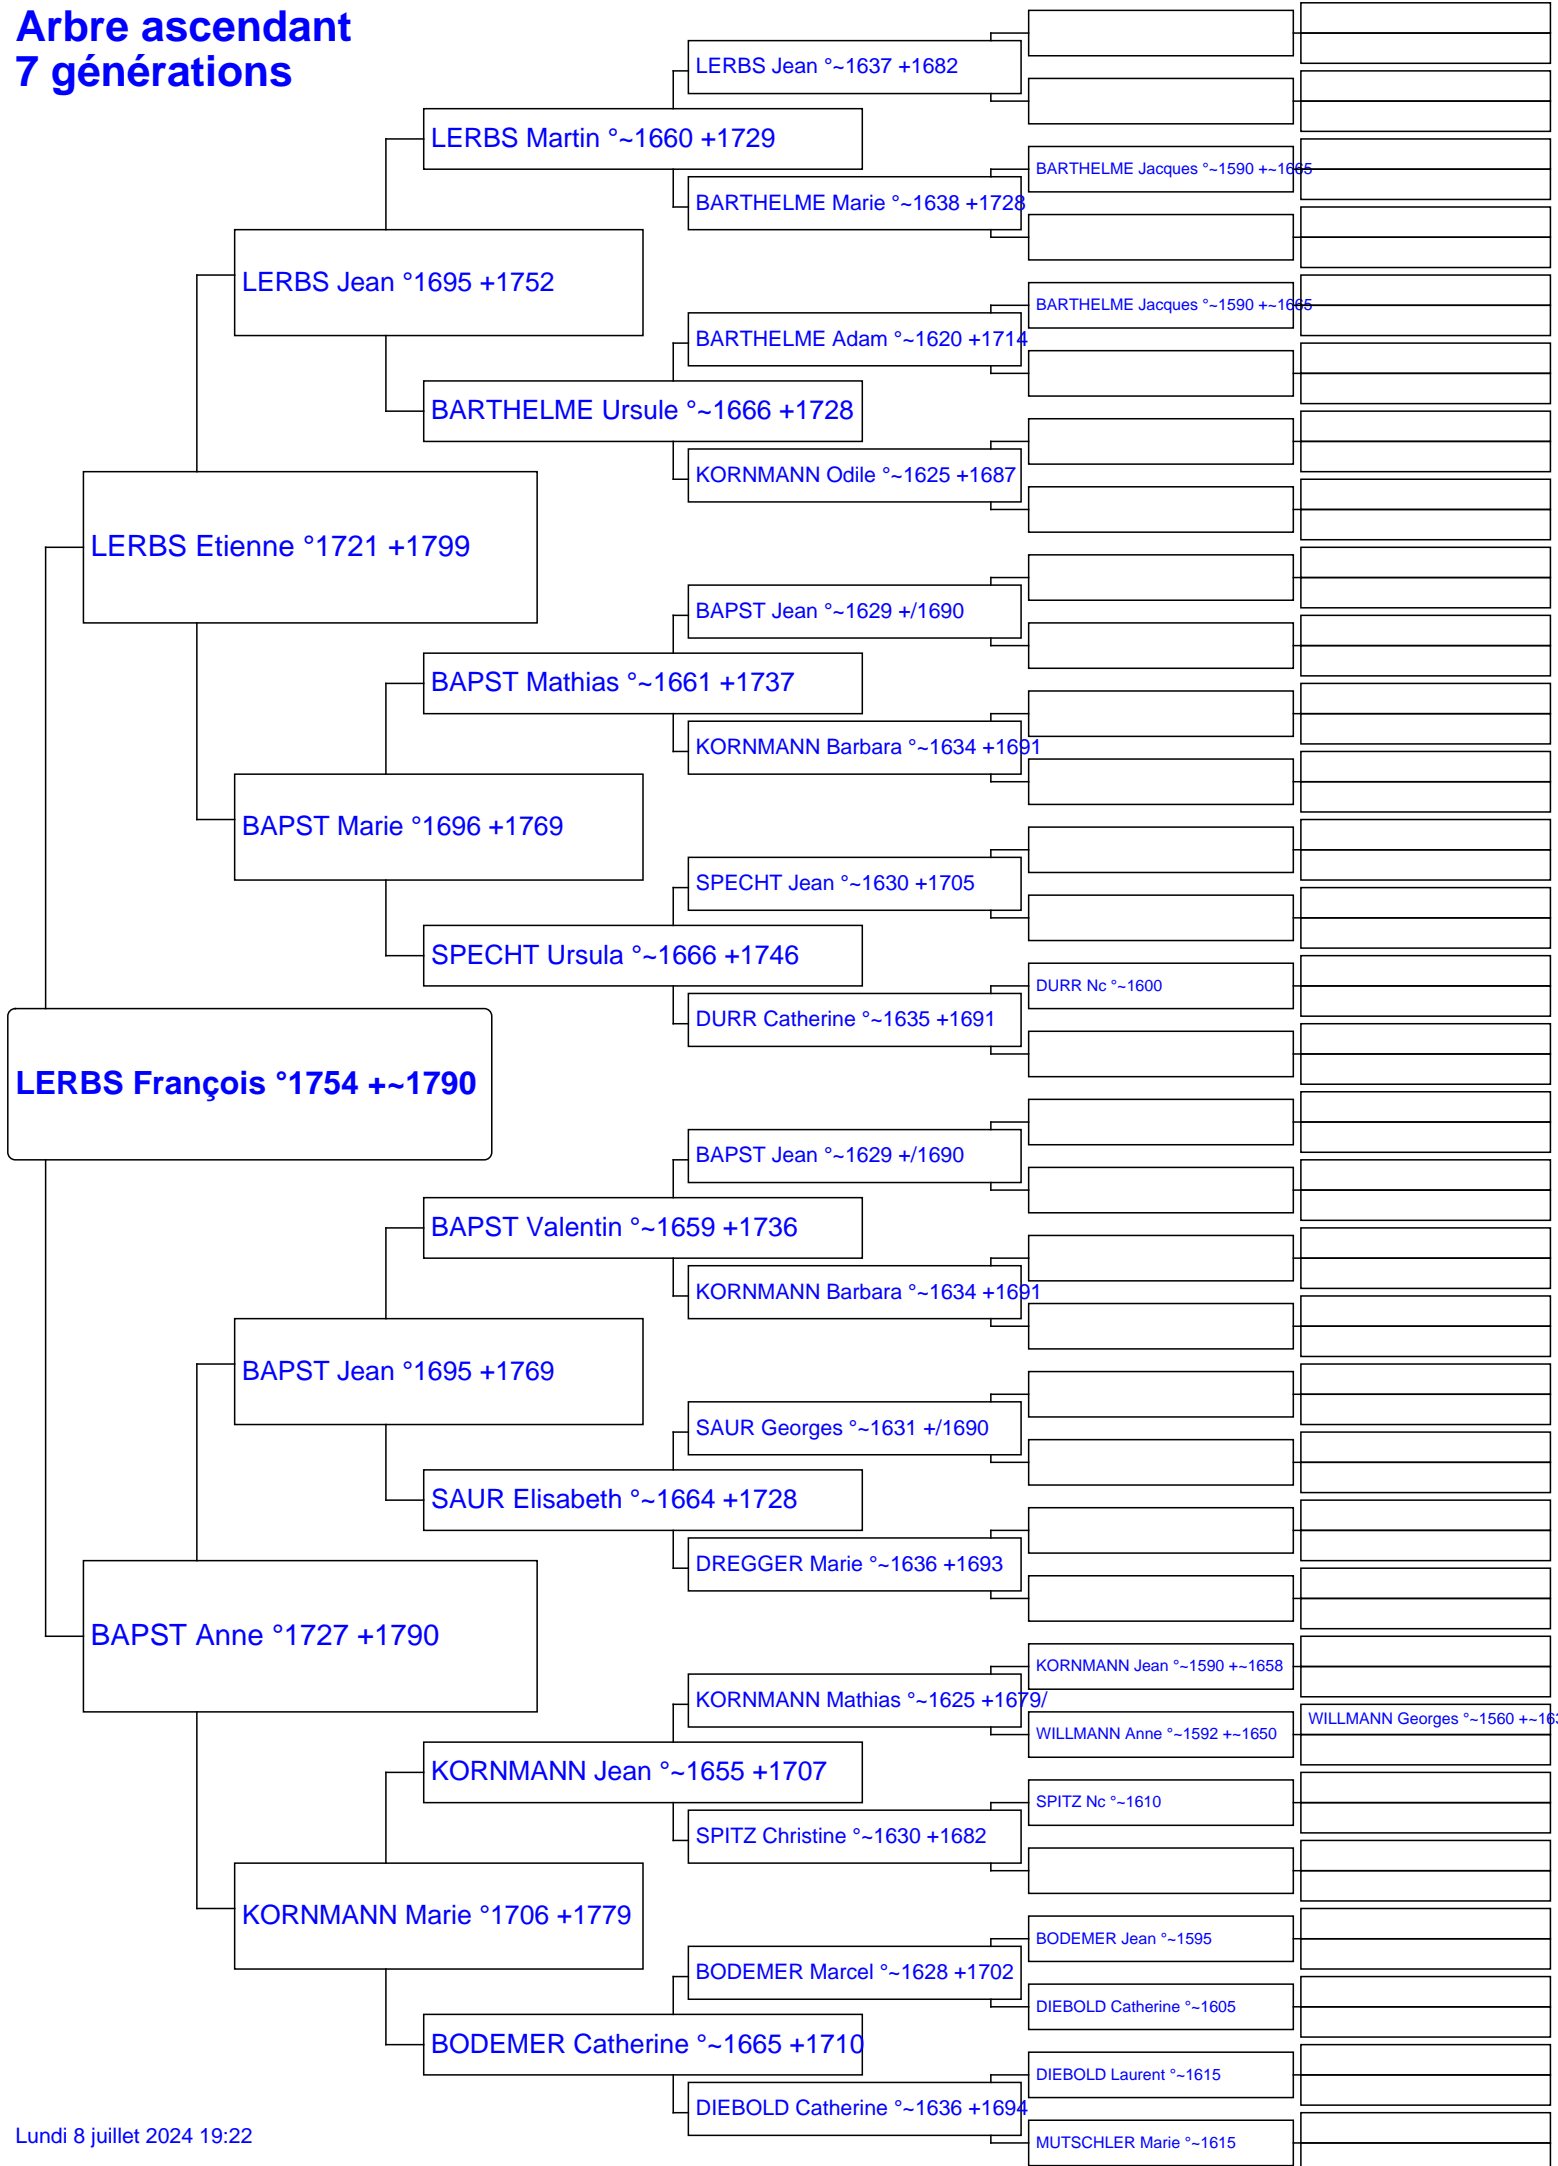 Arbre ascendant
7 générations
LERBS Jean °~1637 +1682
LERBS Martin °~1660 +1729
BARTHELME Jacques °~1590 +~1665
BARTHELME Marie °~1638 +1728
LERBS Jean °1695 +1752
BARTHELME Jacques °~1590 +~1665
BARTHELME Adam °~1620 +1714
BARTHELME Ursule °~1666 +1728
KORNMANN Odile °~1625 +1687
LERBS Etienne °1721 +1799
BAPST Jean °~1629 +/1690
BAPST Mathias °~1661 +1737
KORNMANN Barbara °~1634 +1691
BAPST Marie °1696 +1769
SPECHT Jean °~1630 +1705
SPECHT Ursula °~1666 +1746
DURR Nc °~1600
DURR Catherine °~1635 +1691
LERBS François °1754 +~1790
BAPST Jean °~1629 +/1690
BAPST Valentin °~1659 +1736
KORNMANN Barbara °~1634 +1691
BAPST Jean °1695 +1769
SAUR Georges °~1631 +/1690
SAUR Elisabeth °~1664 +1728
DREGGER Marie °~1636 +1693
BAPST Anne °1727 +1790
KORNMANN Jean °~1590 +~1658
KORNMANN Mathias °~1625 +1679/
WILLMANN Georges °~1560 +~163
WILLMANN Anne °~1592 +~1650
KORNMANN Jean °~1655 +1707
SPITZ Nc °~1610
SPITZ Christine °~1630 +1682
KORNMANN Marie °1706 +1779
BODEMER Jean °~1595
BODEMER Marcel °~1628 +1702
DIEBOLD Catherine °~1605
BODEMER Catherine °~1665 +1710
DIEBOLD Laurent °~1615
DIEBOLD Catherine °~1636 +1694
MUTSCHLER Marie °~1615
Lundi 8 juillet 2024 19:22